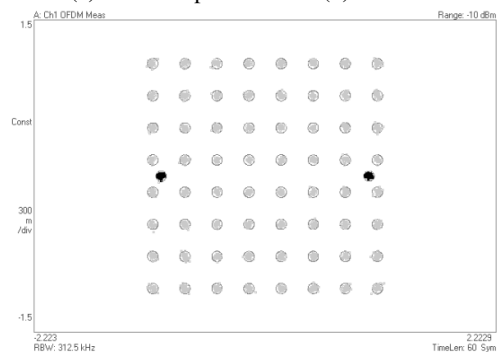 A: Ch1 OFDM Meas Range: -10 dBm
1.5
Const
300
m
/div
-1.5
-2.223 2.2229
RBW: 312.5 kHz TimeLen: 60 Sym